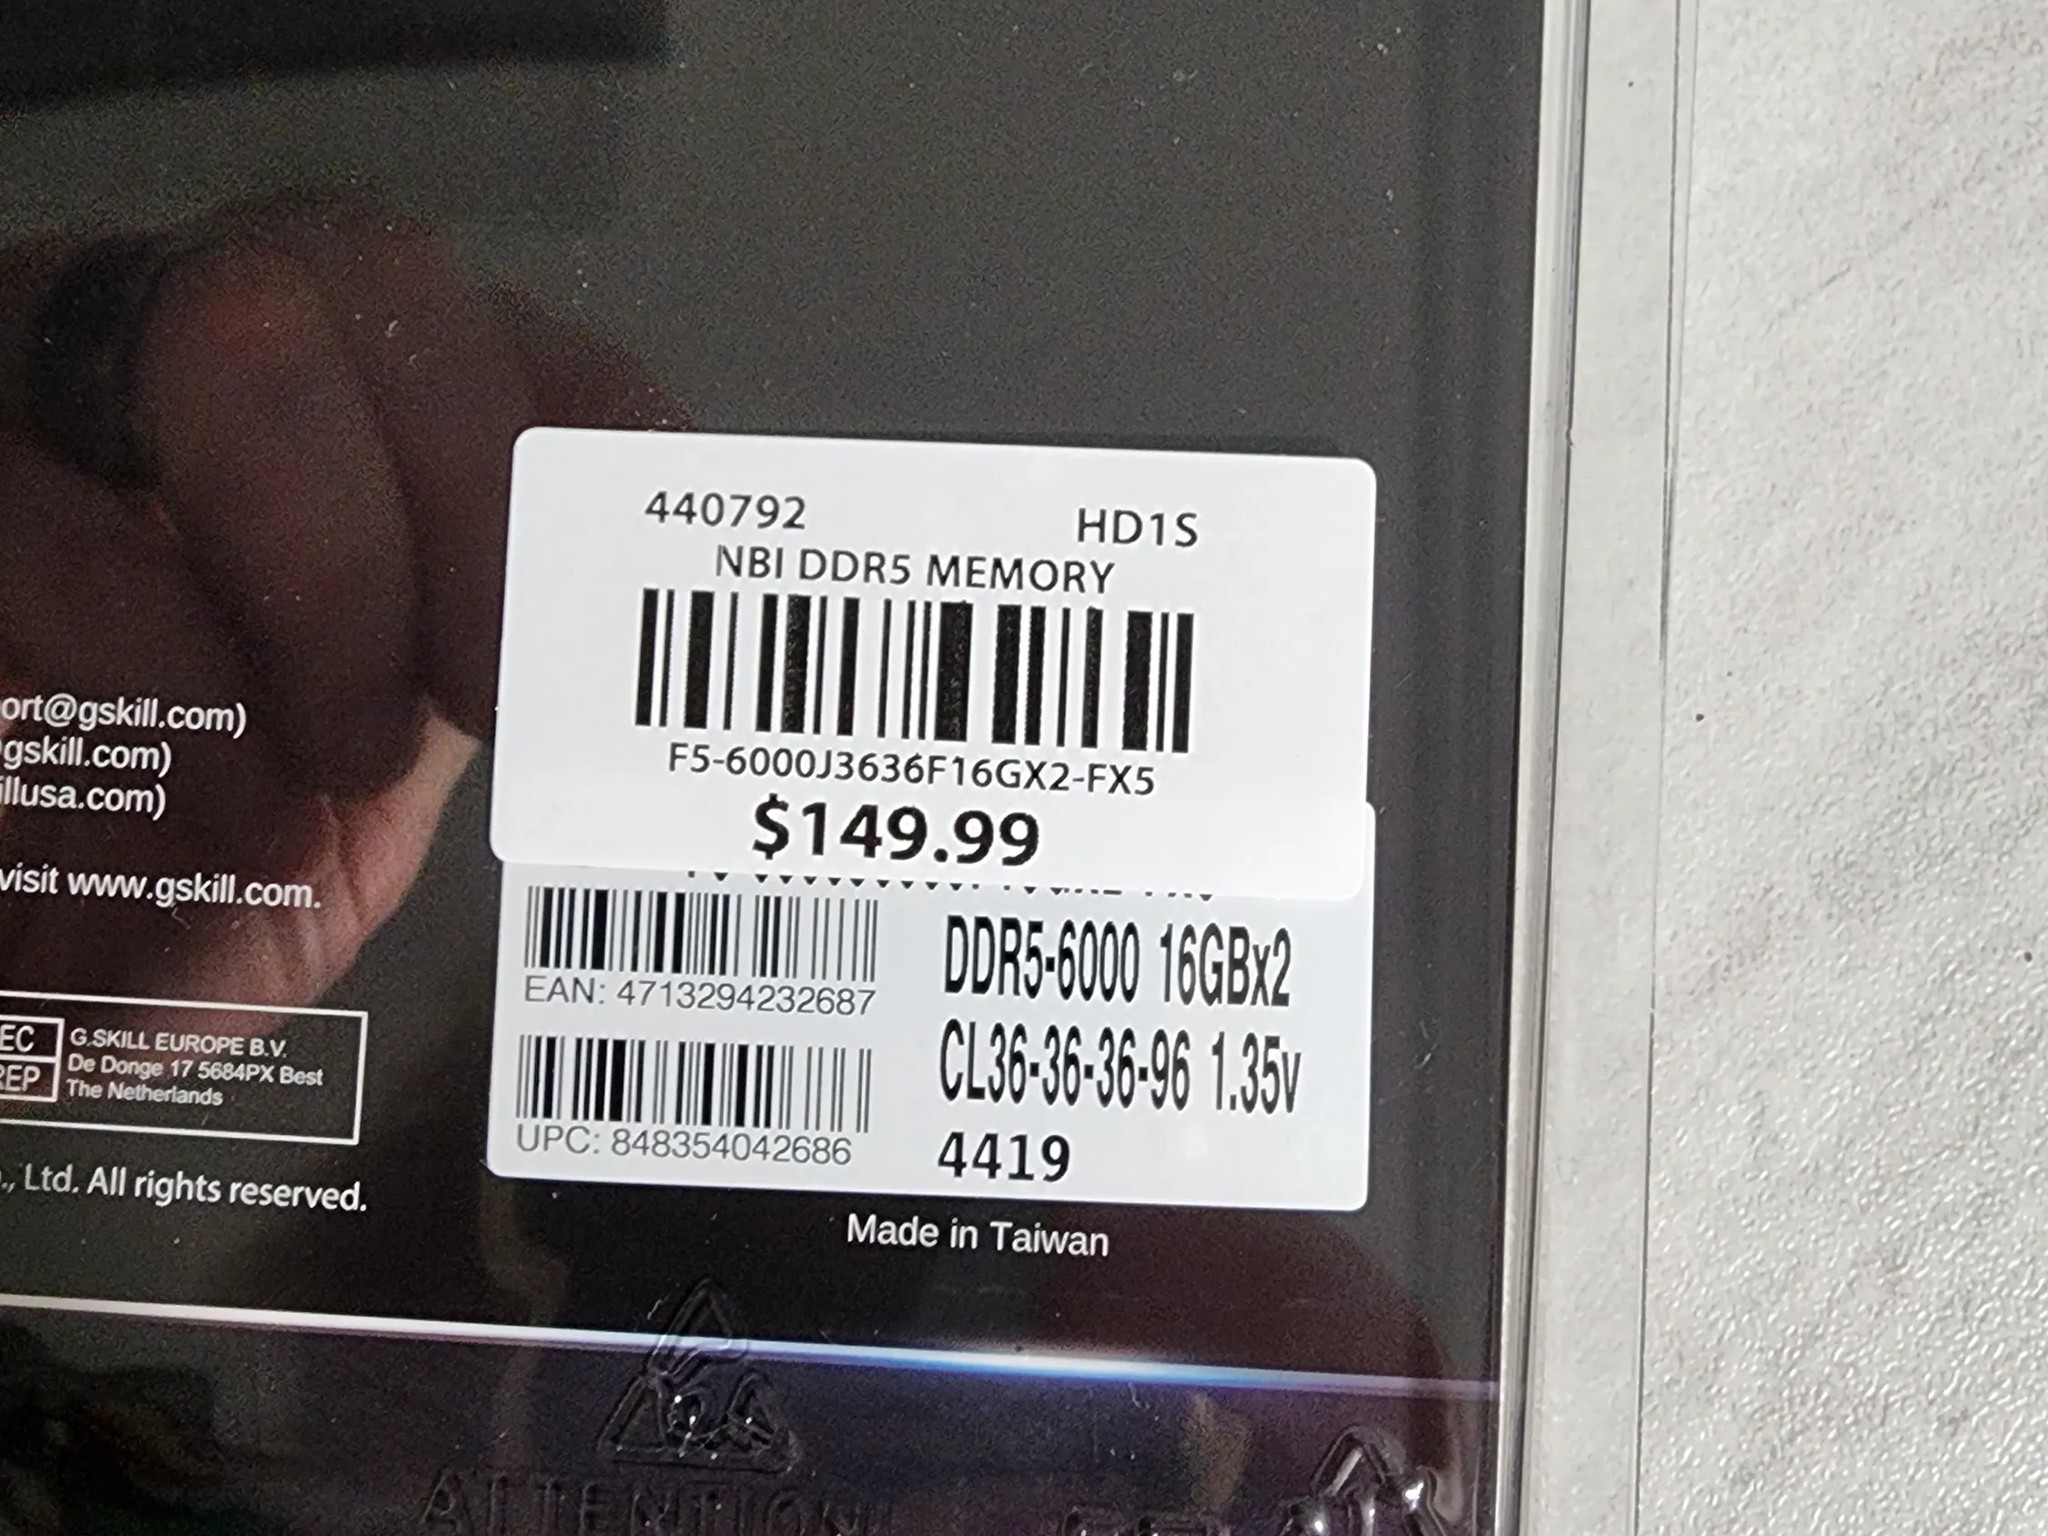 440792 HD1S
NBI DDR5 MEMORY
F5-6000J3636F16GX2-FX5
$149.99
DDR5-6000 16GBx2
EAN: 4713294232687
CL36-36-36-96 1.35v
UPC: 848354042686
4419
Made in Taiwan
ort@gskill.com)
gskill.com)
illusa.com)
visit www.gskill.com.
EC
REP
G.SKILL EUROPE B.V.
De Donge 17 5684PX Best
The Netherlands
., Ltd. All rights reserved.
ATTENTION